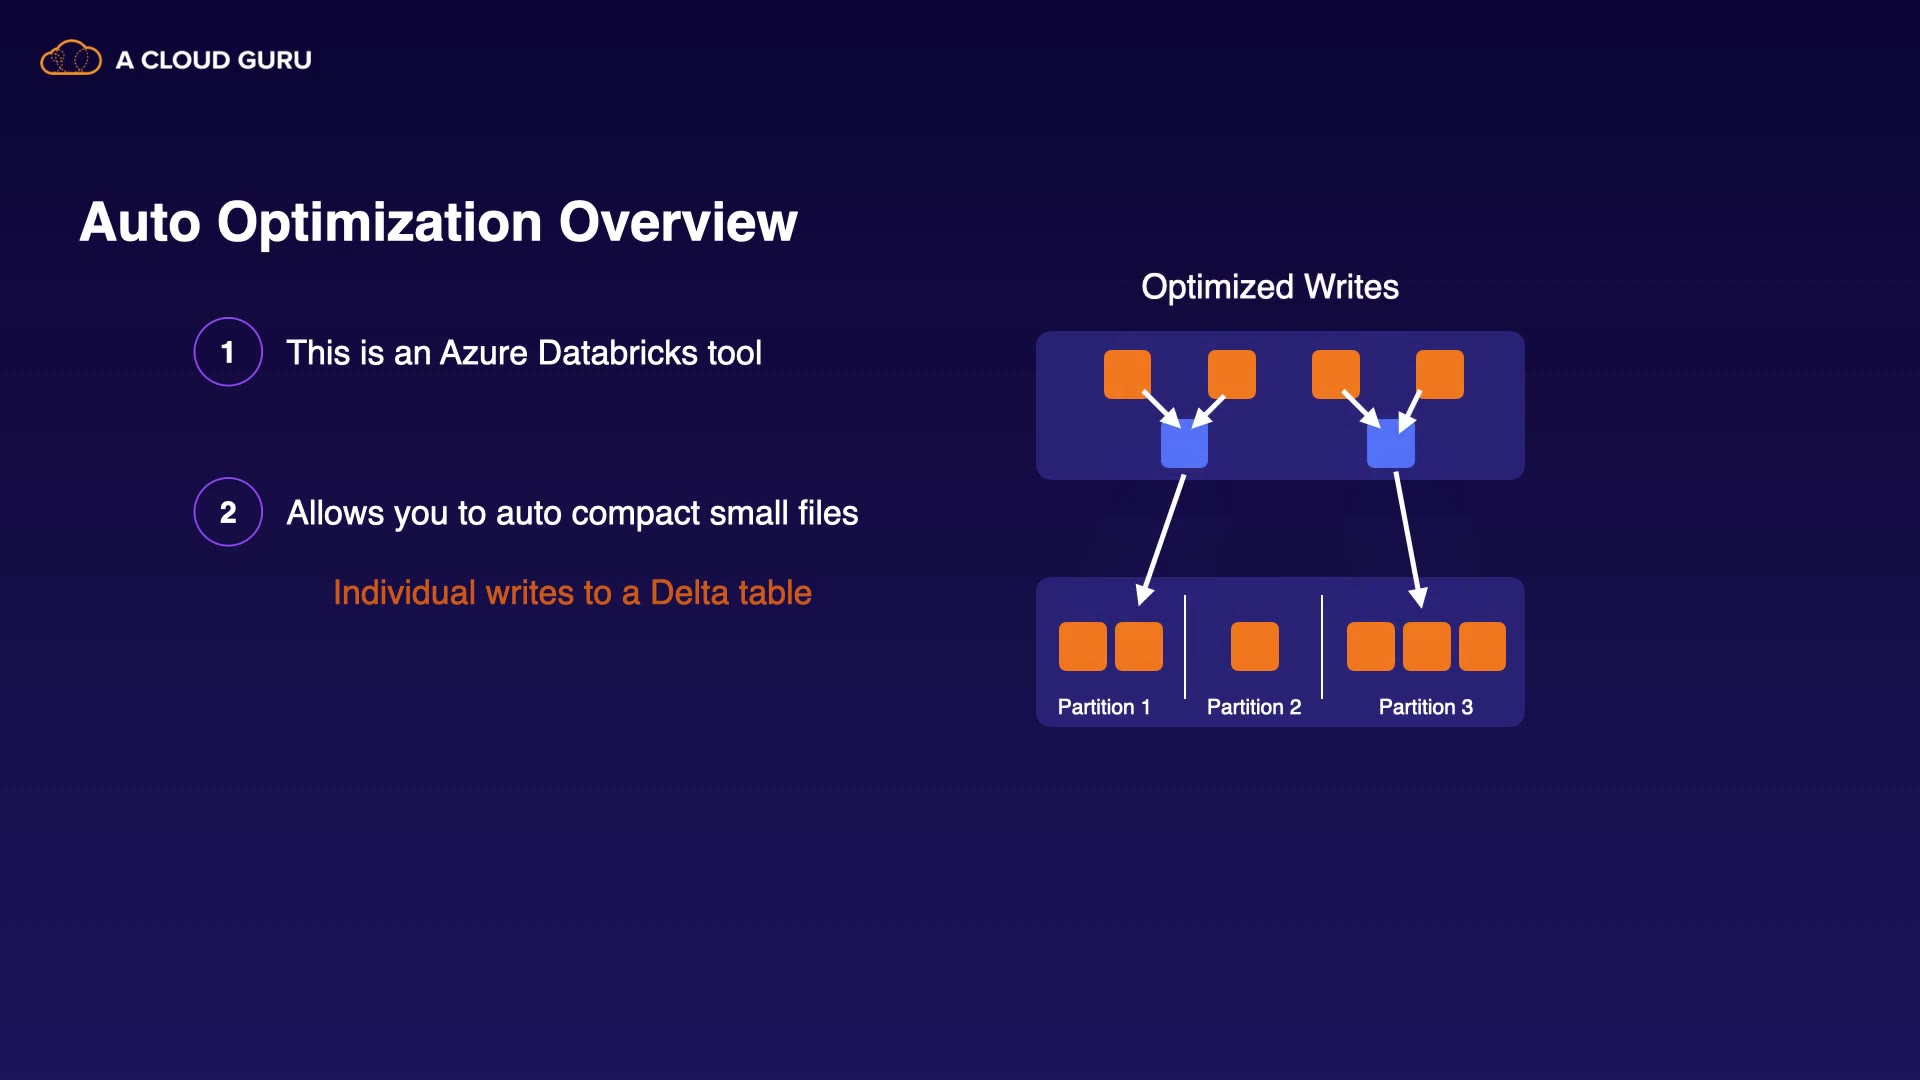 A CLOUD GURU
Auto Optimization Overview
1 This is an Azure Databricks tool
2 Allows you to auto compact small files
Individual writes to a Delta table
Optimized Writes
Partition 1 Partition 2 Partition 3